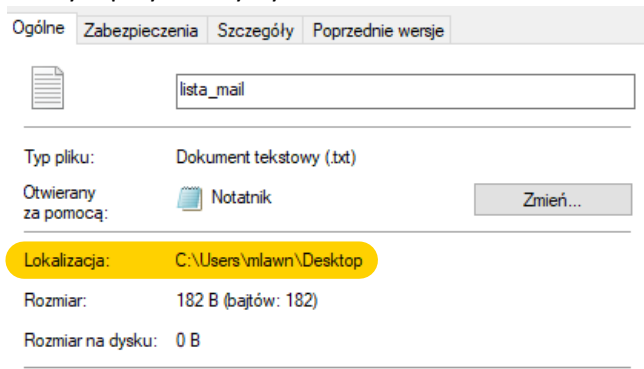 Ogólne Zabezpieczenia Szczegóły Poprzednie wersje
lista_mail
Typ pliku: Dokument tekstowy (.txt)
Otwierany za pomocą: Notatnik Zmień...
Lokalizacja: C:\Users\mlawn\Desktop
Rozmiar: 182 B (bajtów: 182)
Rozmiar na dysku: 0 B